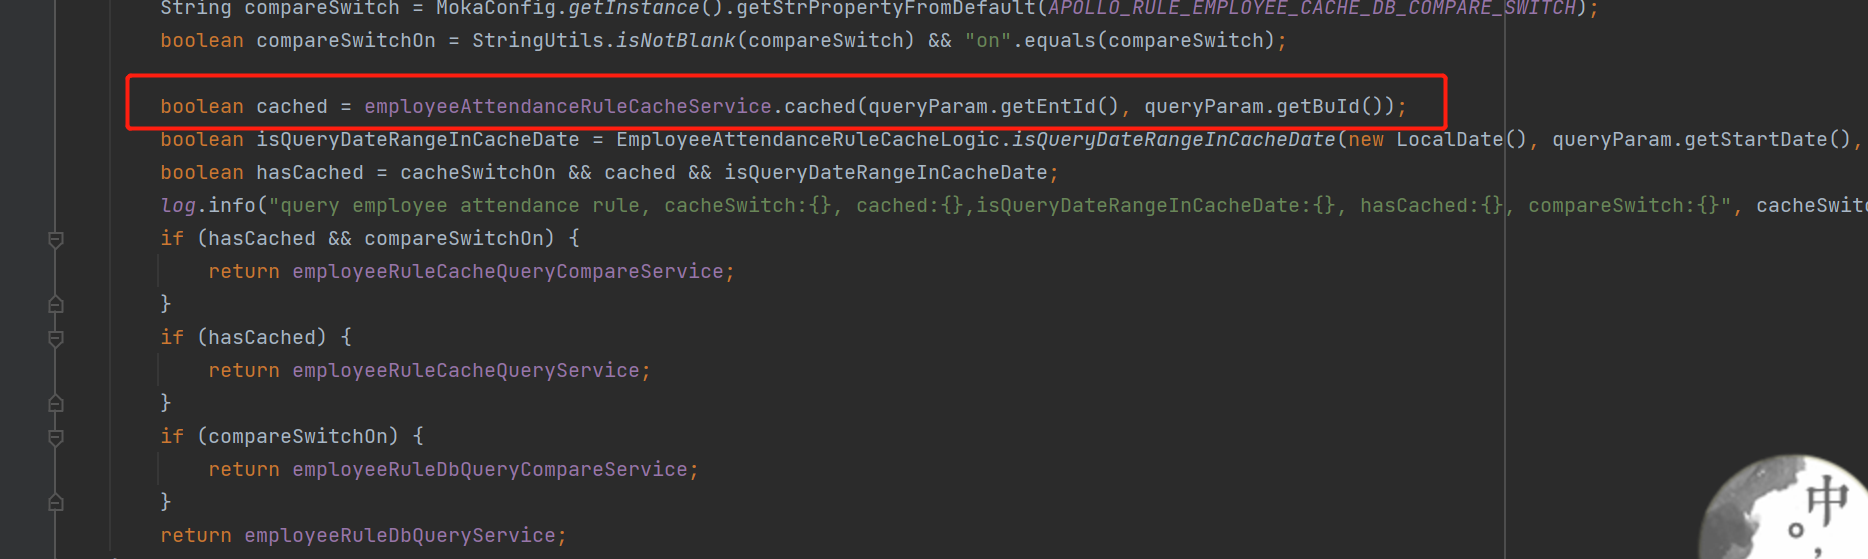 String compareSwitch = MokaConfig.getInstance().getStrPropertyFromDefault(APOLLO_RULE_EMPLOYEE_CACHE_DB_COMPARE_SWITCH);
boolean compareSwitchOn = StringUtils.isNotBlank(compareSwitch) && "on".equals(compareSwitch);
boolean cached = employeeAttendanceRuleCacheService.cached(queryParam.getEntId(), queryParam.getBuId());
boolean isQueryDateRangeInCacheDate = EmployeeAttendanceRuleCacheLogic.isQueryDateRangeInCacheDate(new LocalDate(), queryParam.getStartDate(),
boolean hasCached = cacheSwitchOn && cached && isQueryDateRangeInCacheDate;
log.info("query employee attendance rule, cacheSwitch:{}, cached:{},isQueryDateRangeInCacheDate:{}, hasCached:{}, compareSwitch:{}", cacheSwitc
if (hasCached && compareSwitchOn) {
return employeeRuleCacheQueryCompareService;
}
if (hasCached) {
return employeeRuleCacheQueryService;
}
if (compareSwitchOn) {
return employeeRuleDbQueryCompareService;
}
中
°,
return employeeRuleDbQueryService;